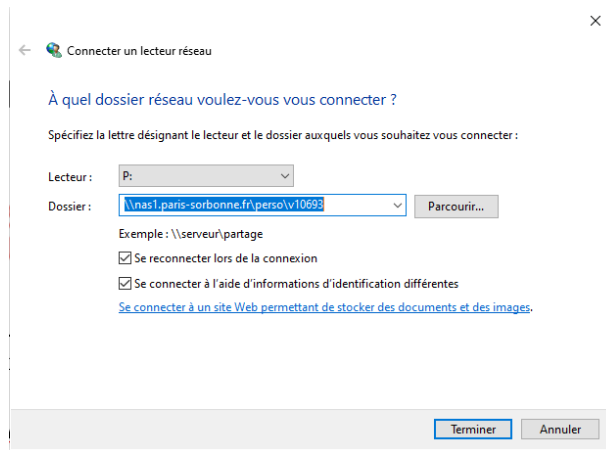 Connecter un lecteur réseau
À quel dossier réseau voulez-vous vous connecter ?
Spécifiez la lettre désignant le lecteur et le dossier auxquels vous souhaitez vous connecter :
Lecteur : P:
Dossier : \\nas1.paris-sorbonne.fr\perso\v10693 Parcourir...
Exemple : \\serveur\partage
Se reconnecter lors de la connexion
Se connecter à l'aide d'informations d'identification différentes
Se connecter à un site Web permettant de stocker des documents et des images.
Terminer Annuler